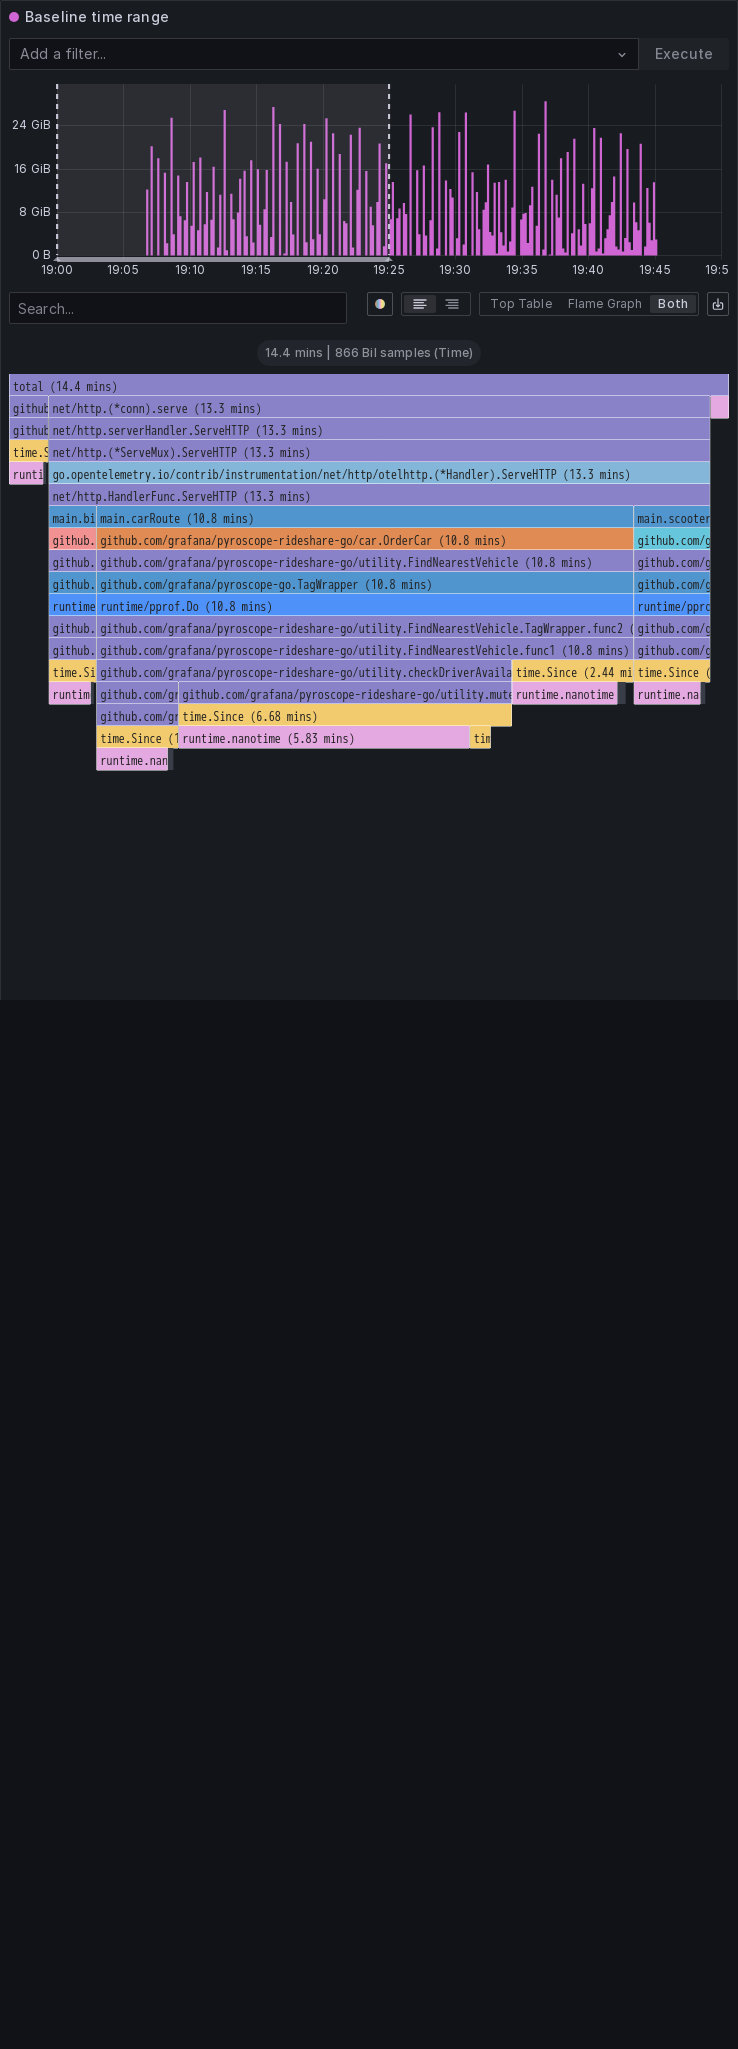 Baseline time range
Add a filter...
Execute
24 GiB
16 GiB
8 GiB
0 B
19:00 19:05 19:10 19:15 19:20 19:25 19:30 19:35 19:40 19:45 19:5
Search...
Top Table Flame Graph Both
14.4 mins | 866 Bil samples (Time)
total (14.4 mins)
github net/http.(*conn).serve (13.3 mins)
github net/http.serverHandler.ServeHTTP (13.3 mins)
time.S net/http.(*ServeMux).ServeHTTP (13.3 mins)
runti go.opentelemetry.io/contrib/instrumentation/net/http/otelhttp.(*Handler).ServeHTTP (13.3 mins)
net/http.HandlerFunc.ServeHTTP (13.3 mins)
main.bi main.carRoute (10.8 mins) main.scooter
github. github.com/grafana/pyroscope-rideshare-go/car.OrderCar (10.8 mins) github.com/g
github. github.com/grafana/pyroscope-rideshare-go/utility.FindNearestVehicle (10.8 mins) github.com/g
github. github.com/grafana/pyroscope-go.TagWrapper (10.8 mins) github.com/g
runtime runtime/pprof.Do (10.8 mins) runtime/ppro
github. github.com/grafana/pyroscope-rideshare-go/utility.FindNearestVehicle.TagWrapper.func2 ( github.com/g
github. github.com/grafana/pyroscope-rideshare-go/utility.FindNearestVehicle.func1 (10.8 mins) github.com/g
time.Si github.com/grafana/pyroscope-rideshare-go/utility.checkDriverAvaila time.Since (2.44 mi time.Since (
runtim github.com/gr github.com/grafana/pyroscope-rideshare-go/utility.mute runtime.nanotime runtime.na
github.com/gr time.Since (6.68 mins)
time.Since (1 runtime.nanotime (5.83 mins) tim
runtime.nan